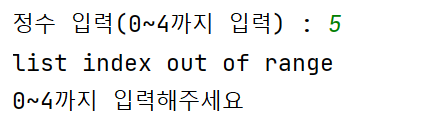 정수 입력(0~4까지 입력) : 5
list index out of range
0~4까지 입력해주세요